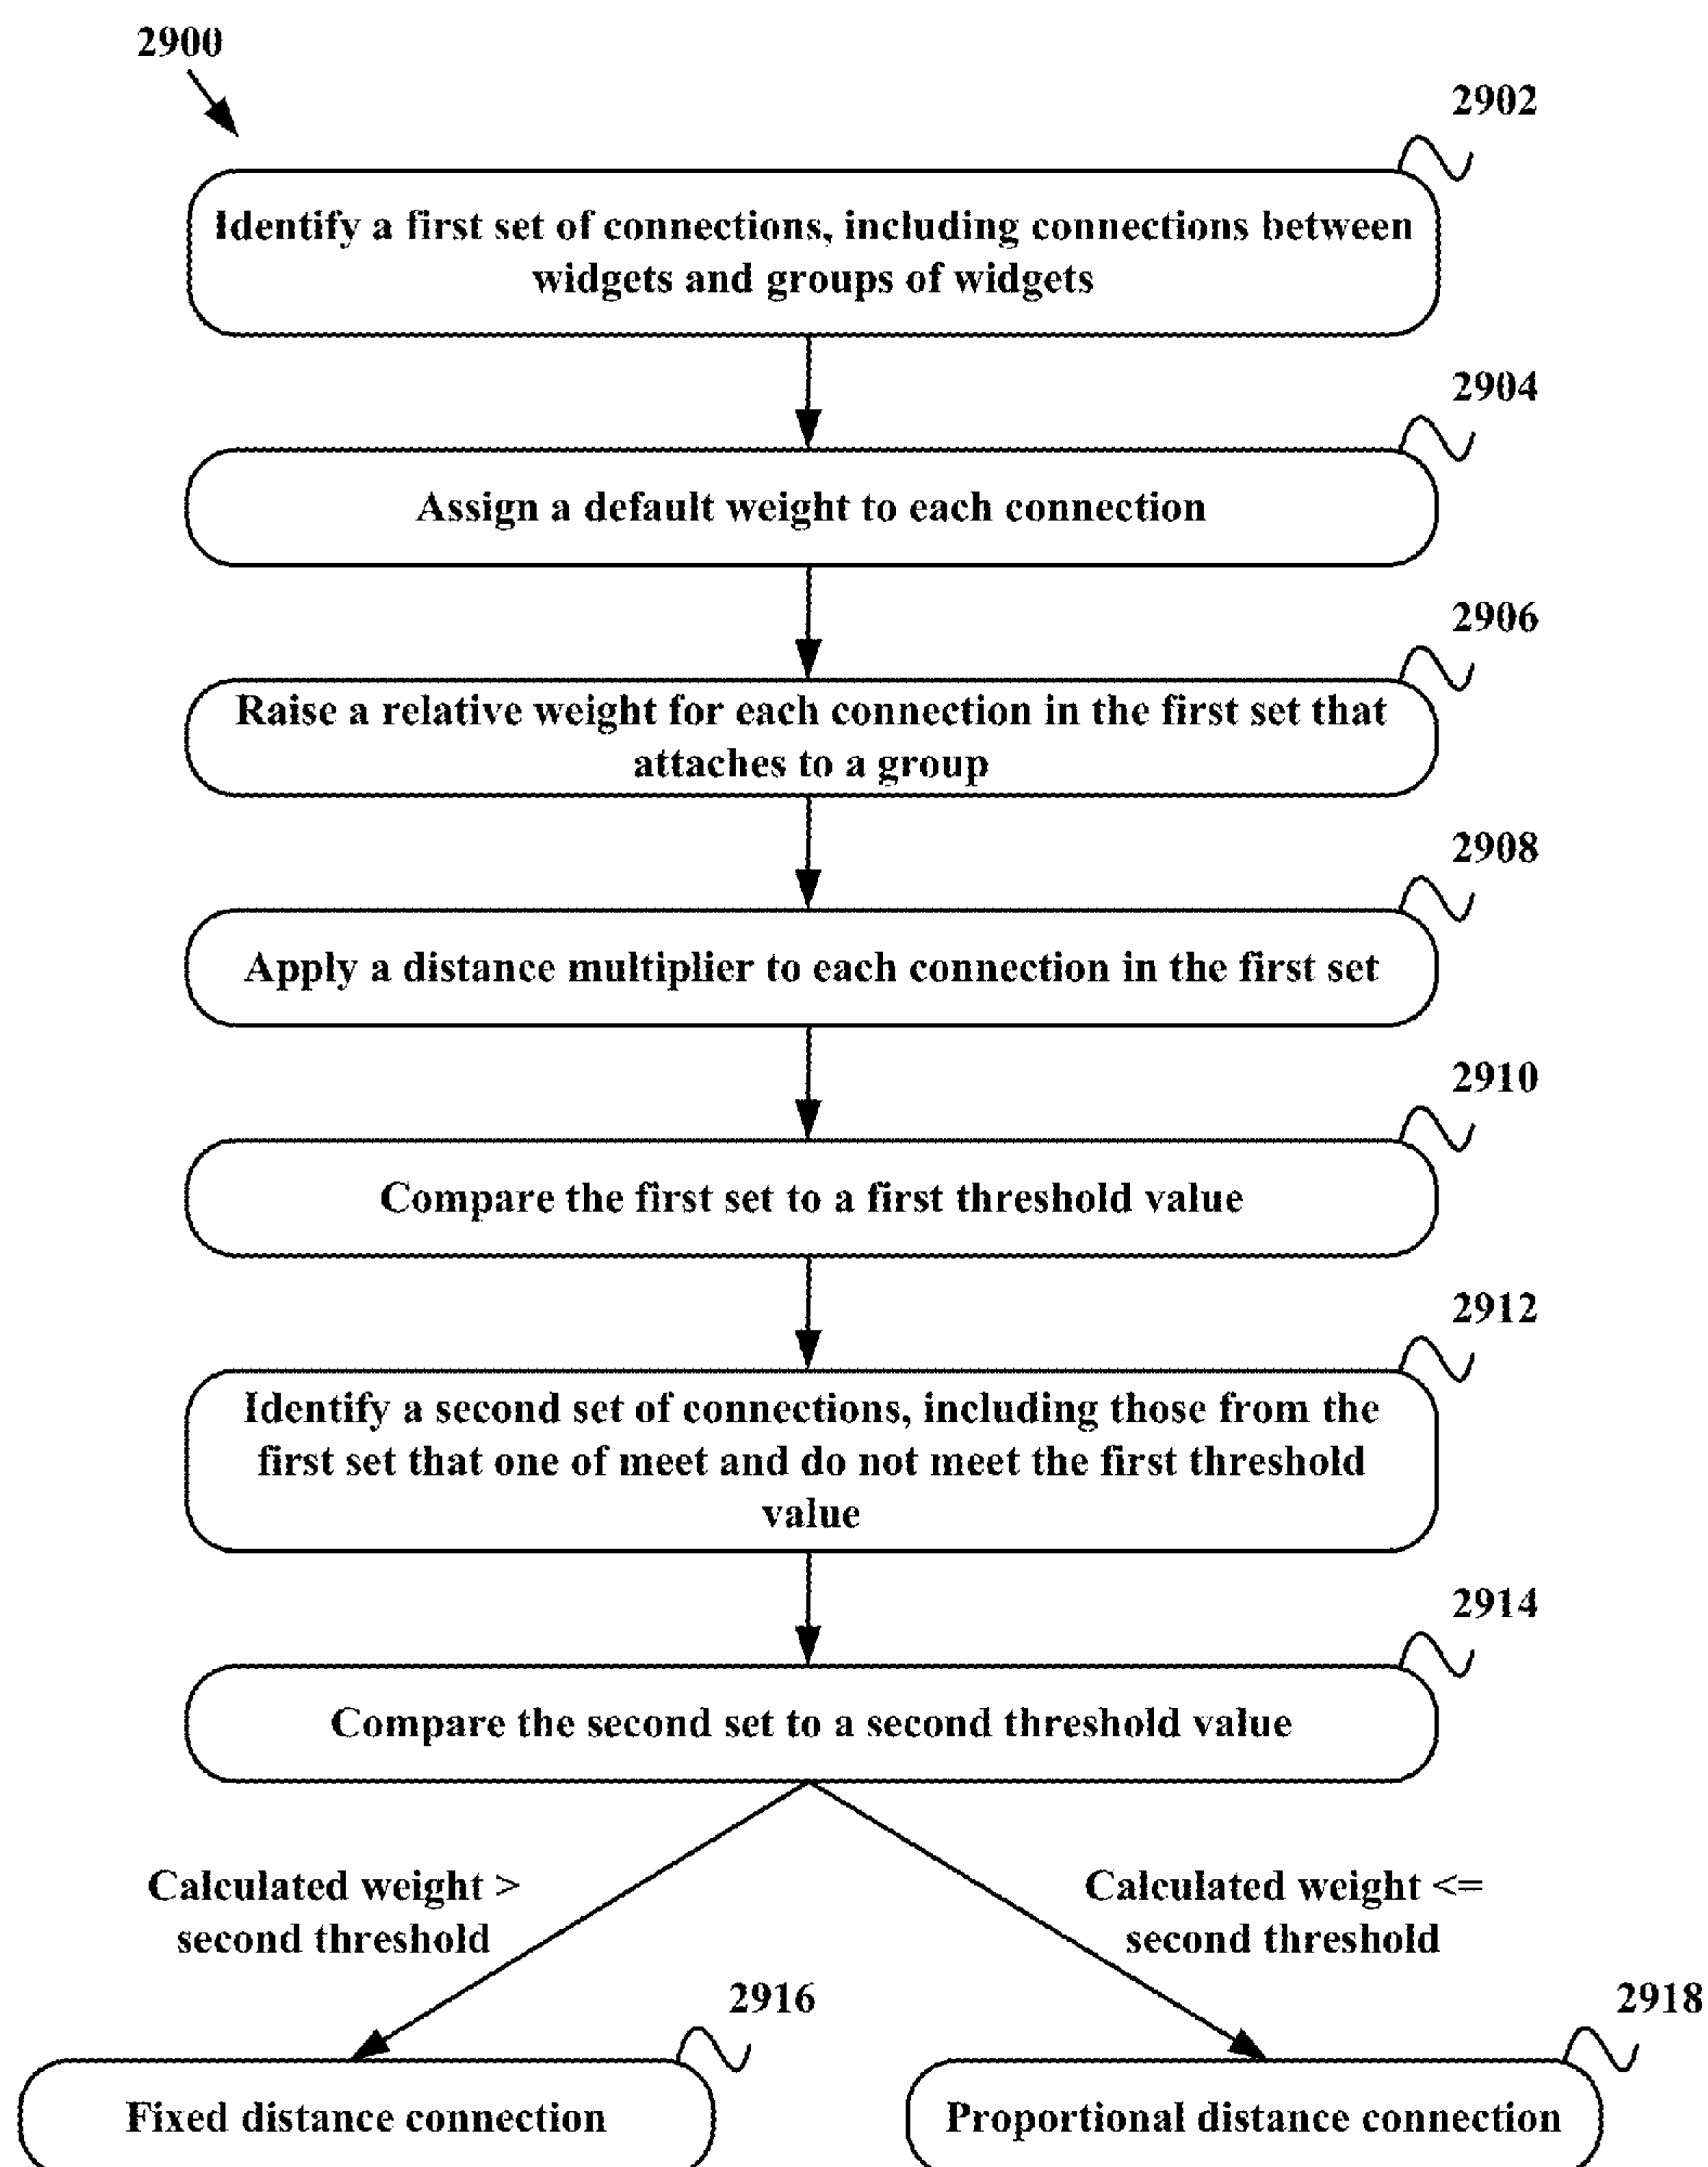 2900
2902
Identify a first set of connections, including connections between
widgets and groups of widgets
2904
Assign a default weight to each connection
2906
Raise a relative weight for each connection in the first set that
attaches to a group
2908
Apply a distance multiplier to each connection in the first set
2910
Compare the first set to a first threshold value
2912
Identify a second set of connections, including those from the
first set that one of meet and do not meet the first threshold
value
2914
Compare the second set to a second threshold value
Calculated weight >
second threshold
Calculated weight <=
second threshold
2916
Fixed distance connection
2918
Proportional distance connection